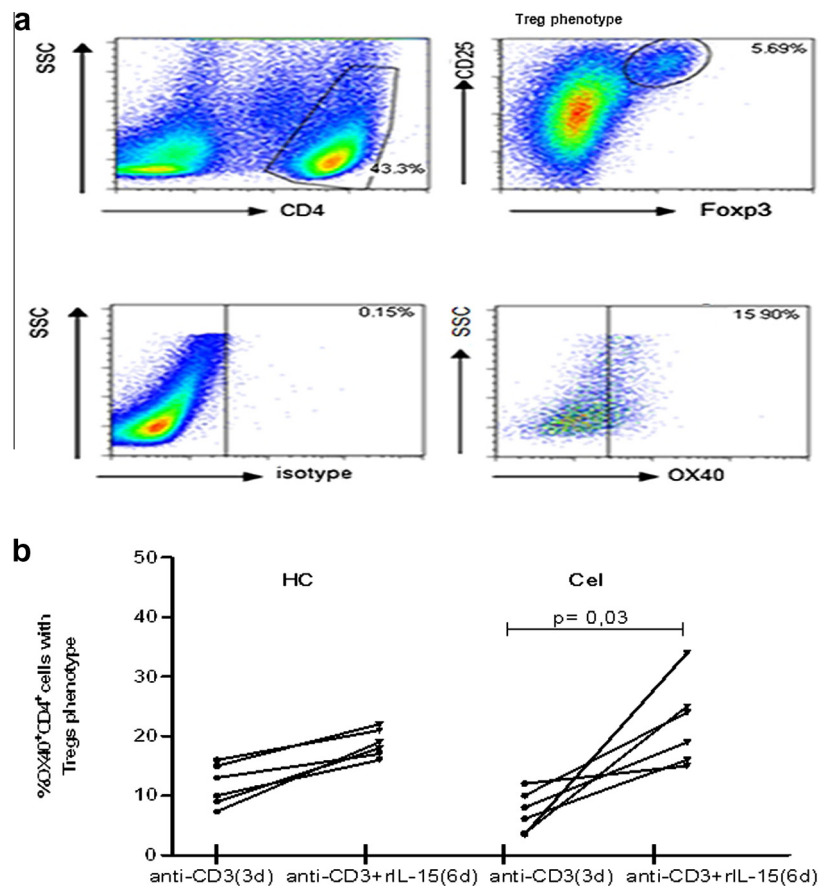 a
Treg phenotype
SSC
CD25
5.69%
43.3%
CD4
Foxp3
SSC
0.15%
SSC
15.90%
isotype
OX40
b
%OX40+CD4+ cells with
Tregs phenotype
50
40
30
20
10
0
HC
Cel
p= 0,03
anti-CD3(3d)
anti-CD3+rIL-15(6d)
anti-CD3(3d)
anti-CD3+rIL-15(6d)